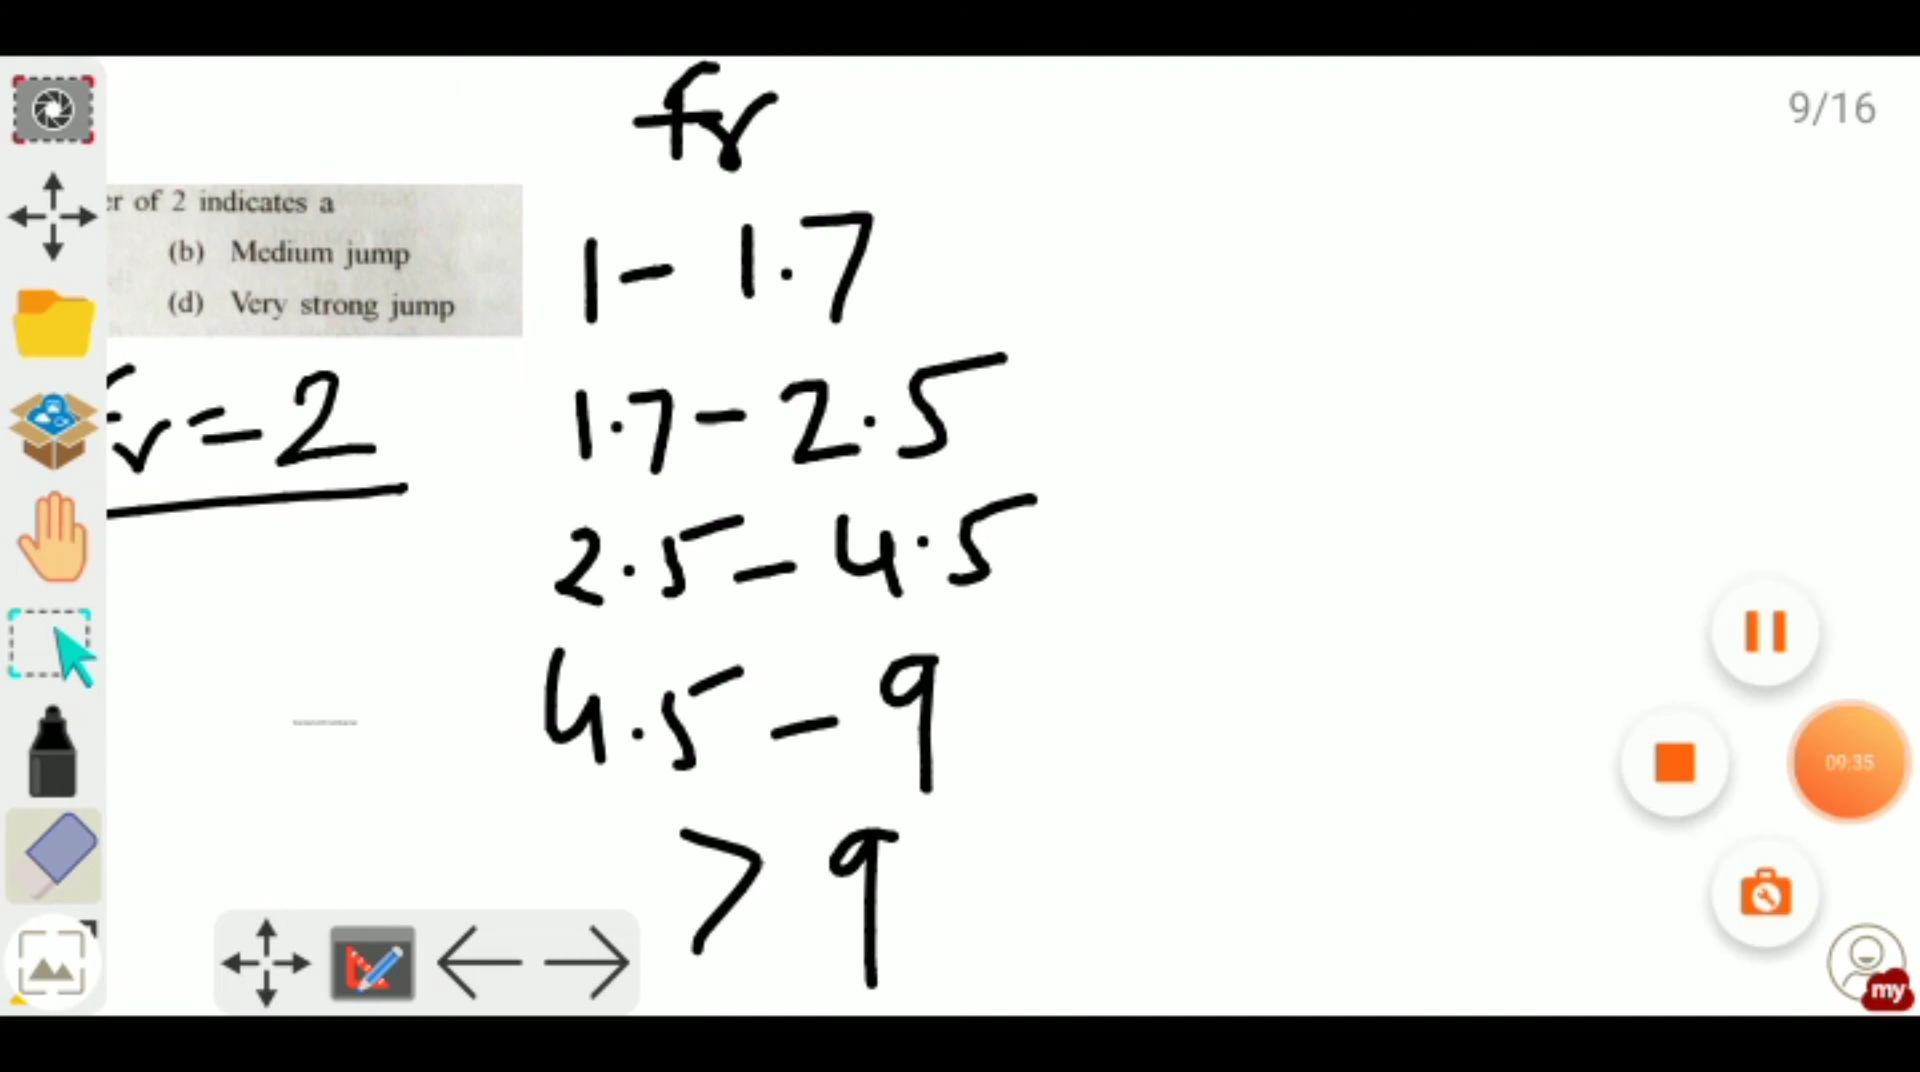 9/16
Fr
er of 2 indicates a
(b) Medium jump
(d) Very strong jump
Fr = 2
1 - 1.7
1.7 - 2.5
2.5 - 4.5
4.5 - 9
> 9
09:35
my